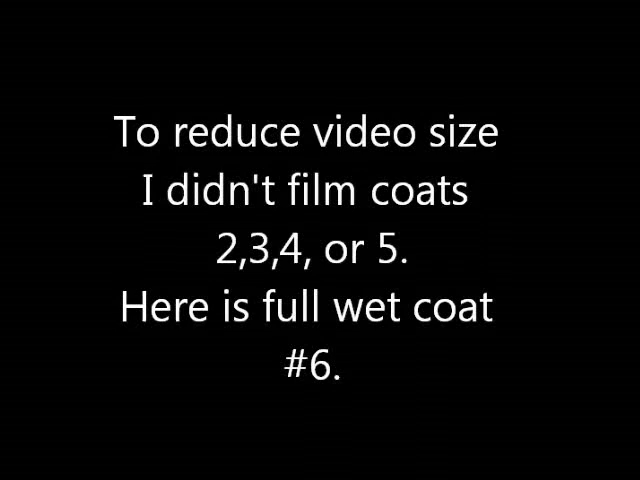 To reduce video size
I didn't film coats
2,3,4, or 5.
Here is full wet coat
#6.